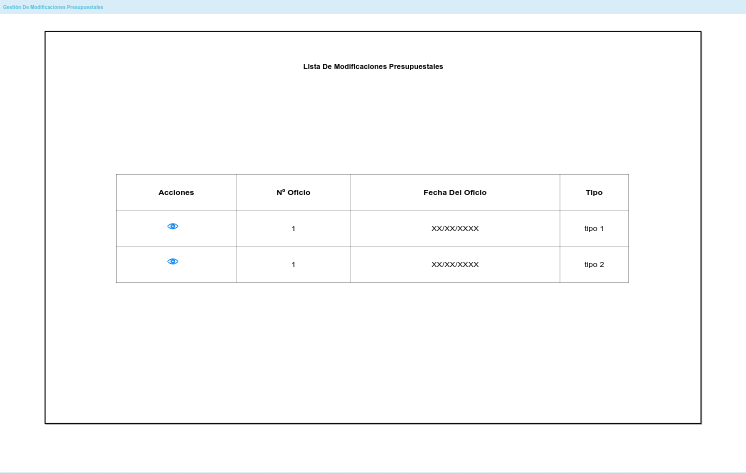 Gestión De Modificaciones Presupuestales
Lista De Modificaciones Presupuestales
Acciones Nº Oficio Fecha Del Oficio Tipo
1 XX/XX/XXXX tipo 1
1 XX/XX/XXXX tipo 2